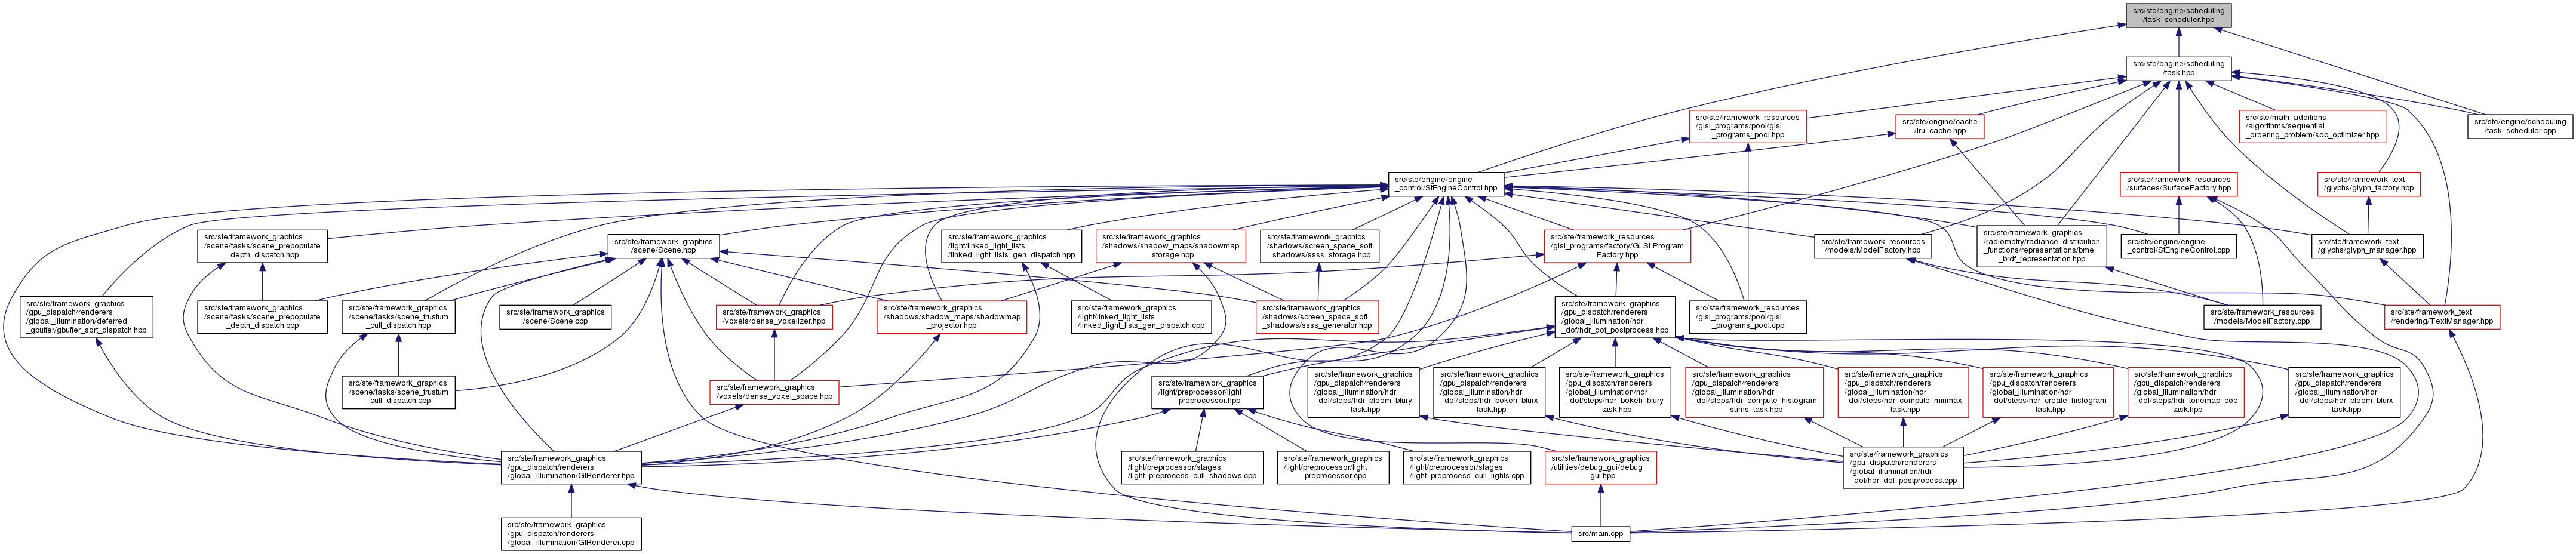 src/ste/engine/scheduling
/task_scheduler.hpp
src/ste/engine/scheduling
/task.hpp
src/ste/framework_resources
/glsl_programs/pool/glsl
_programs_pool.hpp
src/ste/engine/cache
/lru_cache.hpp
src/ste/math_additions
/algorithms/sequential
_ordering_problem/sop_optimizer.hpp
src/ste/engine/scheduling
/task_scheduler.cpp
src/ste/engine/engine
_control/StEngineControl.hpp
src/ste/framework_resources
/surfaces/SurfaceFactory.hpp
src/ste/framework_text
/glyphs/glyph_factory.hpp
src/ste/framework_graphics
/scene/tasks/scene_prepopulate
_depth_dispatch.hpp
src/ste/framework_graphics
/scene/Scene.hpp
src/ste/framework_graphics
/light/linked_light_lists
/linked_light_lists_gen_dispatch.hpp
src/ste/framework_graphics
/shadows/shadow_maps/shadowmap
_storage.hpp
src/ste/framework_graphics
/shadows/screen_space_soft
_shadows/ssss_storage.hpp
src/ste/framework_resources
/glsl_programs/factory/GLSLProgram
Factory.hpp
src/ste/framework_resources
/models/ModelFactory.hpp
src/ste/framework_graphics
/radiometry/radiance_distribution
_functions/representations/bme
_brdf_representation.hpp
src/ste/engine/engine
_control/StEngineControl.cpp
src/ste/framework_text
/glyphs/glyph_manager.hpp
src/ste/framework_graphics
/gpu_dispatch/renderers
/global_illumination/deferred
_gbuffer/gbuffer_sort_dispatch.hpp
src/ste/framework_graphics
/scene/tasks/scene_prepopulate
_depth_dispatch.cpp
src/ste/framework_graphics
/scene/tasks/scene_frustum
_cull_dispatch.hpp
src/ste/framework_graphics
/scene/Scene.cpp
src/ste/framework_graphics
/voxels/dense_voxelizer.hpp
src/ste/framework_graphics
/shadows/shadow_maps/shadowmap
_projector.hpp
src/ste/framework_graphics
/light/linked_light_lists
/linked_light_lists_gen_dispatch.cpp
src/ste/framework_graphics
/shadows/screen_space_soft
_shadows/ssss_generator.hpp
src/ste/framework_graphics
/gpu_dispatch/renderers
/global_illumination/hdr
_dof/hdr_dof_postprocess.hpp
src/ste/framework_resources
/glsl_programs/pool/glsl
_programs_pool.cpp
src/ste/framework_resources
/models/ModelFactory.cpp
src/ste/framework_text
/rendering/TextManager.hpp
src/ste/framework_graphics
/scene/tasks/scene_frustum
_cull_dispatch.cpp
src/ste/framework_graphics
/voxels/dense_voxel_space.hpp
src/ste/framework_graphics
/light/preprocessor/light
_preprocessor.hpp
src/ste/framework_graphics
/gpu_dispatch/renderers
/global_illumination/hdr
_dof/steps/hdr_bloom_blury
_task.hpp
src/ste/framework_graphics
/gpu_dispatch/renderers
/global_illumination/hdr
_dof/steps/hdr_bokeh_blurx
_task.hpp
src/ste/framework_graphics
/gpu_dispatch/renderers
/global_illumination/hdr
_dof/steps/hdr_bokeh_blury
_task.hpp
src/ste/framework_graphics
/gpu_dispatch/renderers
/global_illumination/hdr
_dof/steps/hdr_compute_histogram
_sums_task.hpp
src/ste/framework_graphics
/gpu_dispatch/renderers
/global_illumination/hdr
_dof/steps/hdr_compute_minmax
_task.hpp
src/ste/framework_graphics
/gpu_dispatch/renderers
/global_illumination/hdr
_dof/steps/hdr_create_histogram
_task.hpp
src/ste/framework_graphics
/gpu_dispatch/renderers
/global_illumination/hdr
_dof/steps/hdr_tonemap_coc
_task.hpp
src/ste/framework_graphics
/gpu_dispatch/renderers
/global_illumination/hdr
_dof/steps/hdr_bloom_blurx
_task.hpp
src/ste/framework_graphics
/gpu_dispatch/renderers
/global_illumination/GIRenderer.hpp
src/ste/framework_graphics
/light/preprocessor/stages
/light_preprocess_cull_shadows.cpp
src/ste/framework_graphics
/light/preprocessor/light
_preprocessor.cpp
src/ste/framework_graphics
/light/preprocessor/stages
/light_preprocess_cull_lights.cpp
src/ste/framework_graphics
/utilities/debug_gui/debug
_gui.hpp
src/ste/framework_graphics
/gpu_dispatch/renderers
/global_illumination/hdr
_dof/hdr_dof_postprocess.cpp
src/ste/framework_graphics
/gpu_dispatch/renderers
/global_illumination/GIRenderer.cpp
src/main.cpp